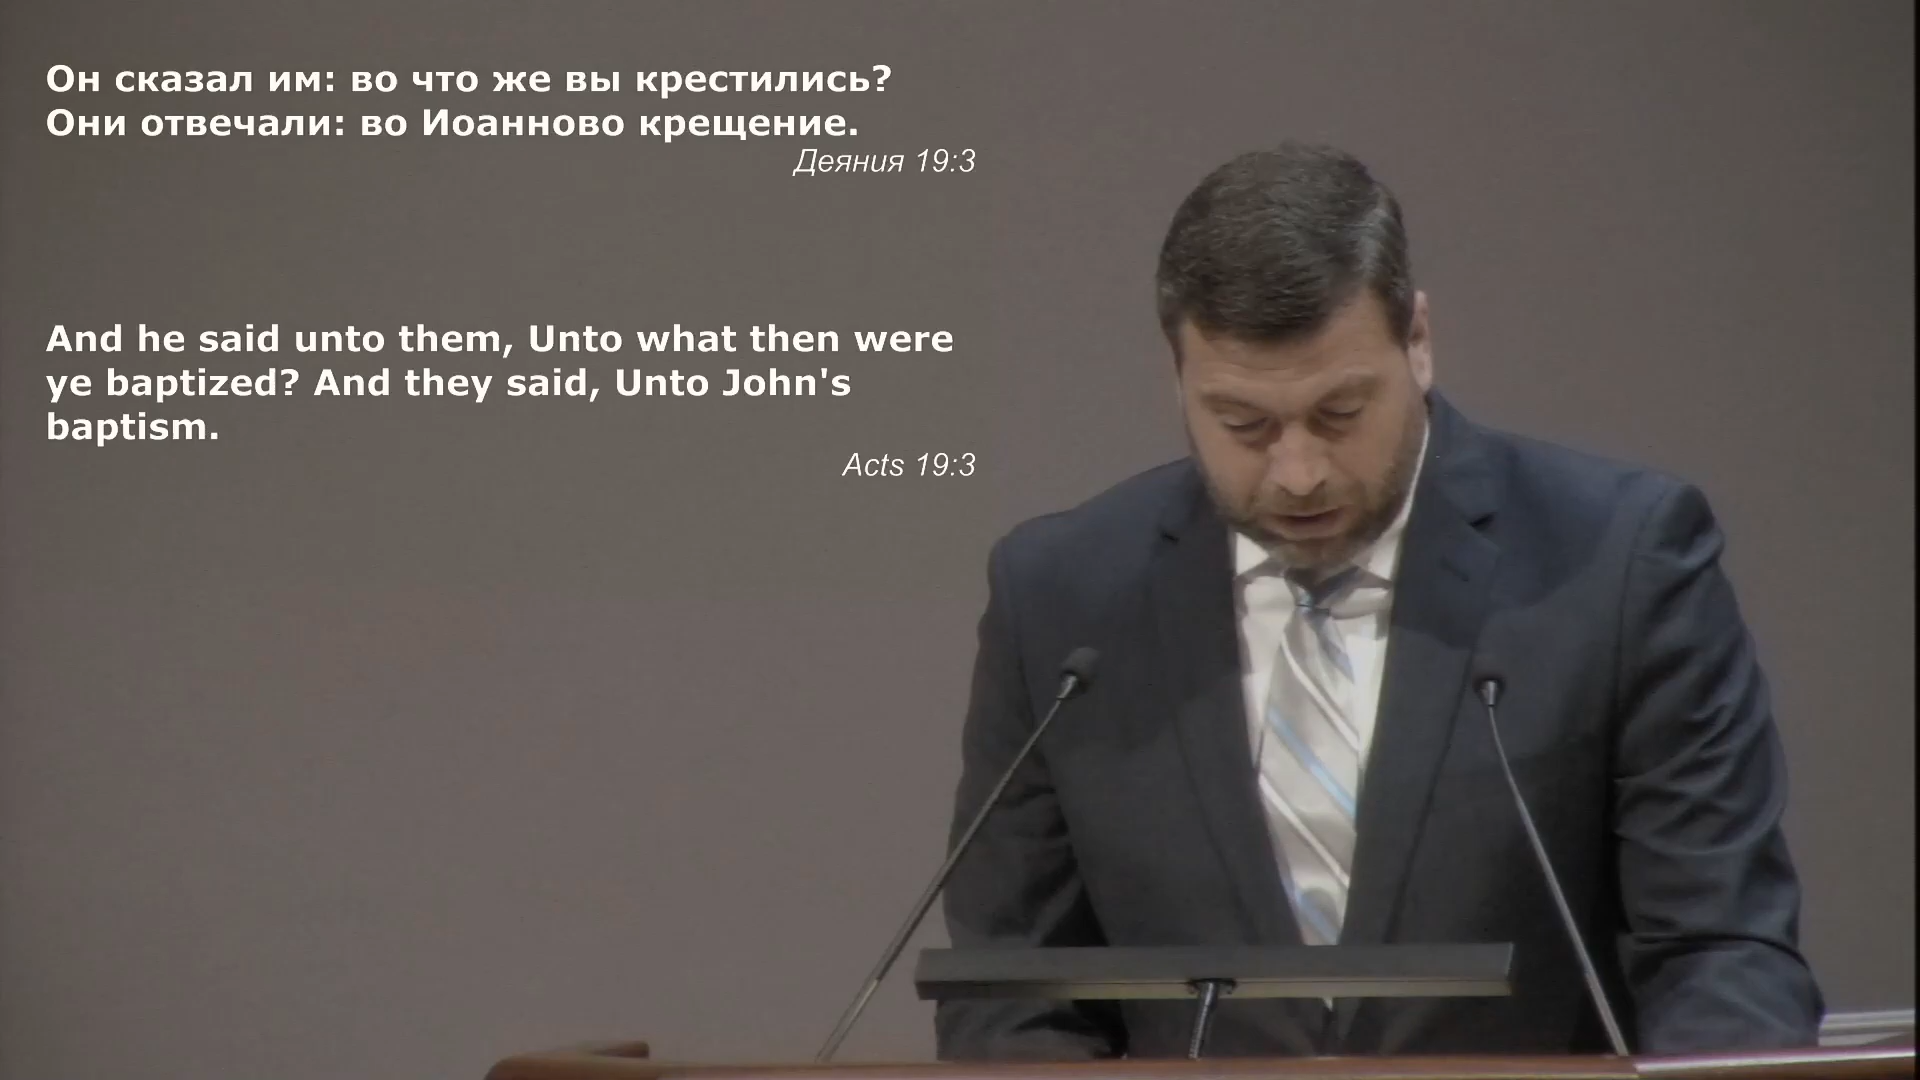 Он сказал им: во что же вы крестились?
Они отвечали: во Иоанново крещение.
Деяния 19:3
And he said unto them, Unto what then were
ye baptized? And they said, Unto John's
baptism.
Acts 19:3